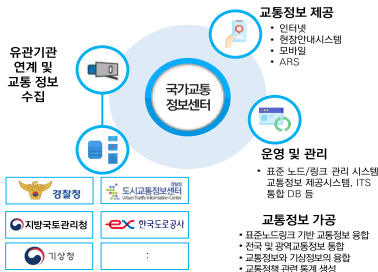 교통정보 제공
• 인터넷
• 현장안내시스템
• 모바일
• ARS
유관기관
연계 및
교통 정보
수집
국가교통
정보센터
운영 및 관리
• 표준 노드/링크 관리 시스템
교통정보 제공시스템, ITS
통합 DB 등
경찰청
경찰청
도시교통정보센터
Urban Traffic Information Center
지방국토관리청
ex 한국도로공사
기상청
:
교통정보 가공
• 표준노드링크 기반 교통정보 융합
• 전국 및 광역교통정보 통합
• 교통정보와 기상정보의 융합
• 교통정책 관련 통계 생성